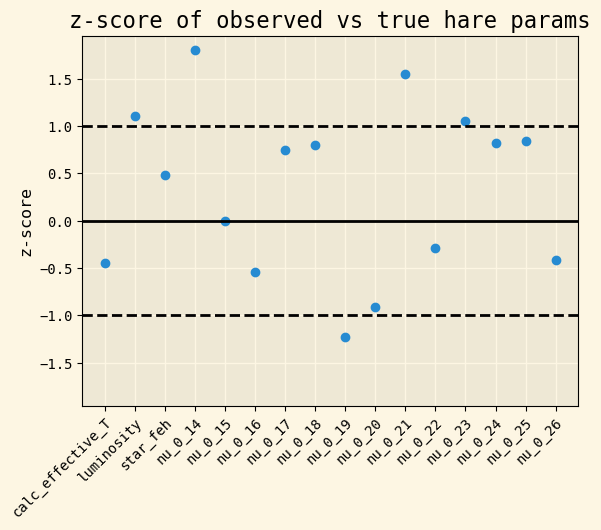 z-score of observed vs true hare params
z-score
1.5
1.0
0.5
0.0
−0.5
−1.0
−1.5
calc_effective_T
luminosity
star_feh
nu_0_14
nu_0_15
nu_0_16
nu_0_17
nu_0_18
nu_0_19
nu_0_20
nu_0_21
nu_0_22
nu_0_23
nu_0_24
nu_0_25
nu_0_26